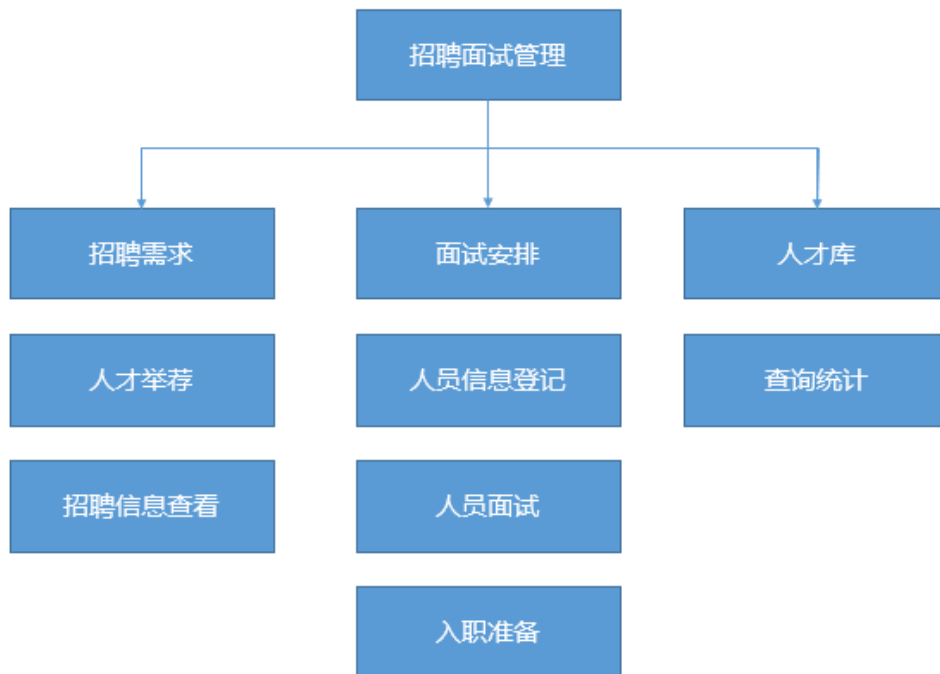 招聘面试管理
招聘需求
面试安排
人才库
人才举荐
人员信息登记
查询统计
招聘信息查看
人员面试
入职准备